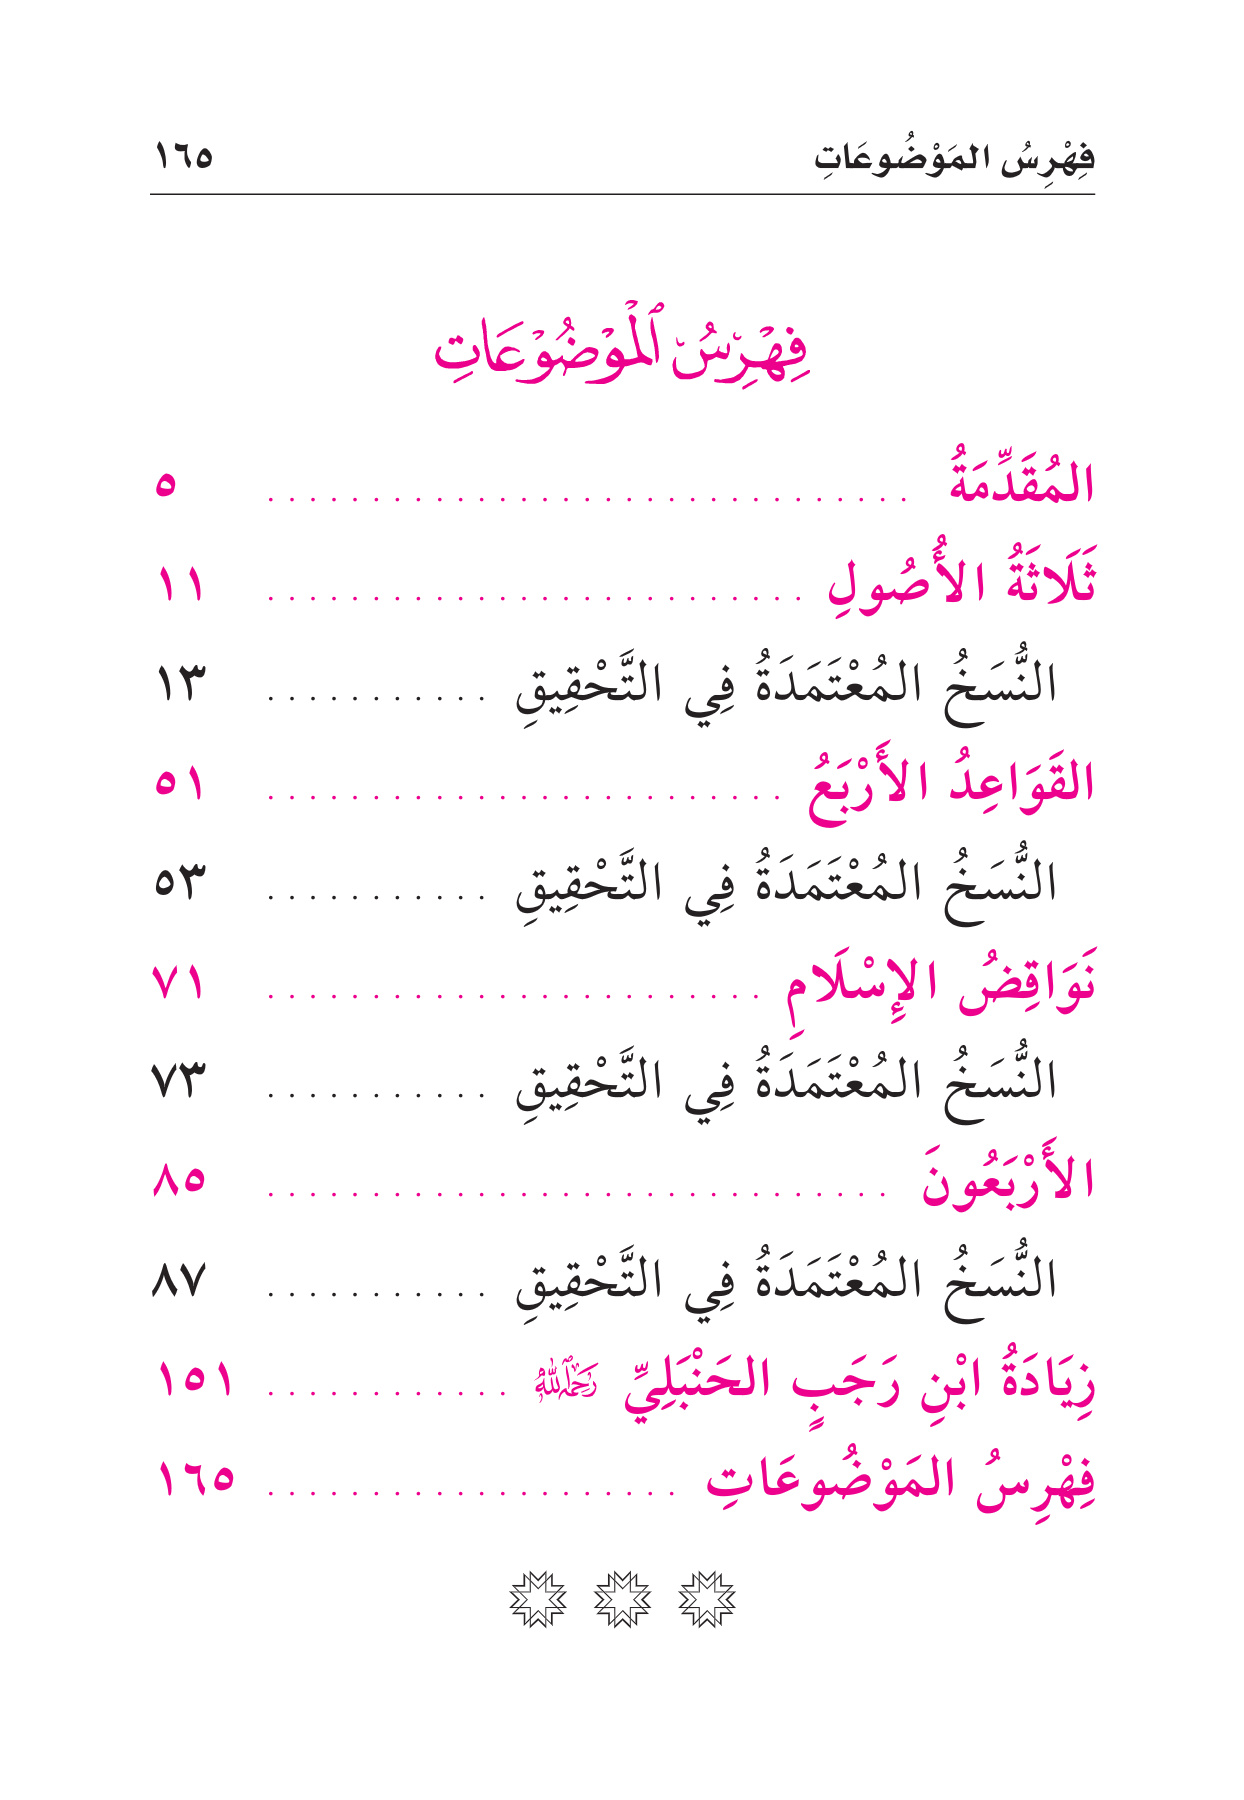 فِهْرِسُ المَوْضُوعَاتِ ١٦٥
فِهْرِسُ ٱلْمَوْضُوْعَاتِ
المُقَدِّمَةُ . . . . . . . . . . . . . . . . . . . . . . . . . . . . . . . ٥
ثَلَاثَةُ الأُصُولِ . . . . . . . . . . . . . . . . . . . . . . . . . . ١١
النُّسَخُ المُعْتَمَدَةُ فِي التَّحْقِيقِ . . . . . . . . . . . ١٣
القَوَاعِدُ الأَرْبَعُ . . . . . . . . . . . . . . . . . . . . . . . . . ٥١
النُّسَخُ المُعْتَمَدَةُ فِي التَّحْقِيقِ . . . . . . . . . . . ٥٣
نَوَاقِضُ الإِسْلَامِ . . . . . . . . . . . . . . . . . . . . . . . . ٧١
النُّسَخُ المُعْتَمَدَةُ فِي التَّحْقِيقِ . . . . . . . . . . . ٧٣
الأَرْبَعُونَ . . . . . . . . . . . . . . . . . . . . . . . . . . . . . . ٨٥
النُّسَخُ المُعْتَمَدَةُ فِي التَّحْقِيقِ . . . . . . . . . . . ٨٧
زِيَادَةُ ابْنِ رَجَبٍ الحَنْبَلِيِّ رَحِمَهُ ٱللَّهُ . . . . . . . . . . . . ١٥١
فِهْرِسُ المَوْضُوعَاتِ . . . . . . . . . . . . . . . . . . . . ١٦٥